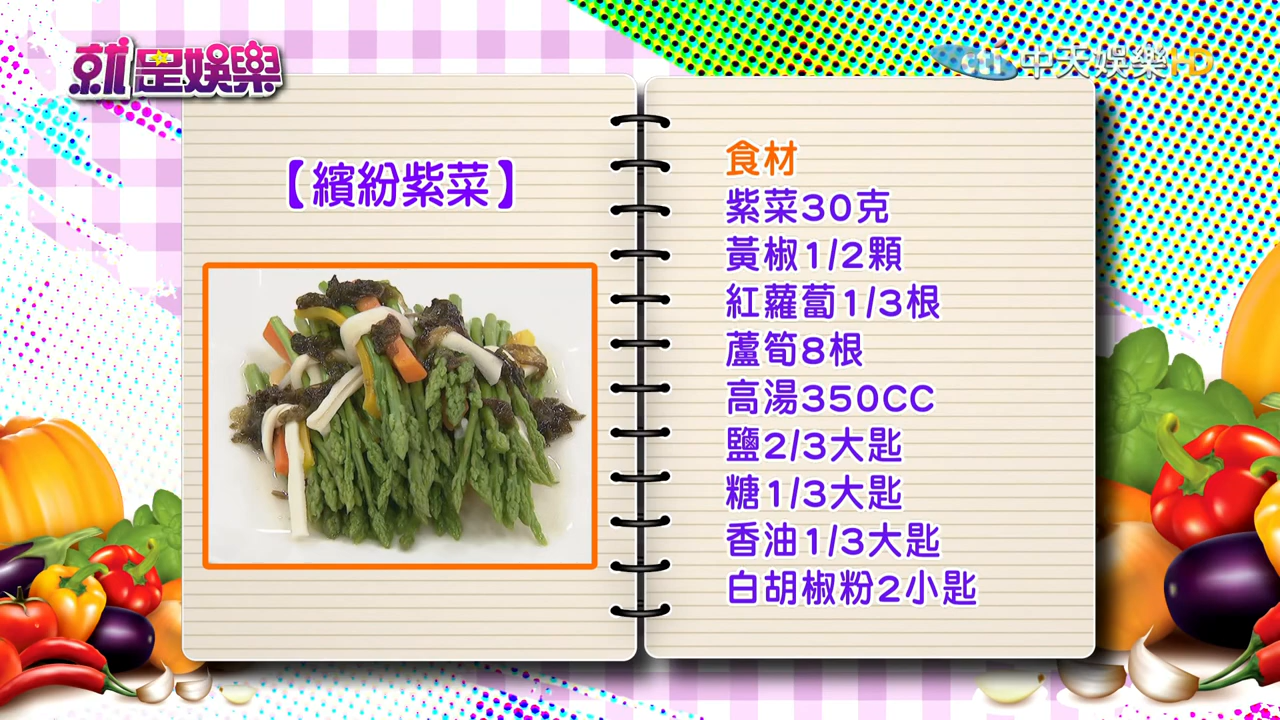 就是娛樂
cti 中天娛樂HD
【繽紛紫菜】
食材
紫菜30克
黃椒1/2顆
紅蘿蔔1/3根
蘆筍8根
高湯350CC
鹽2/3大匙
糖1/3大匙
香油1/3大匙
白胡椒粉2小匙